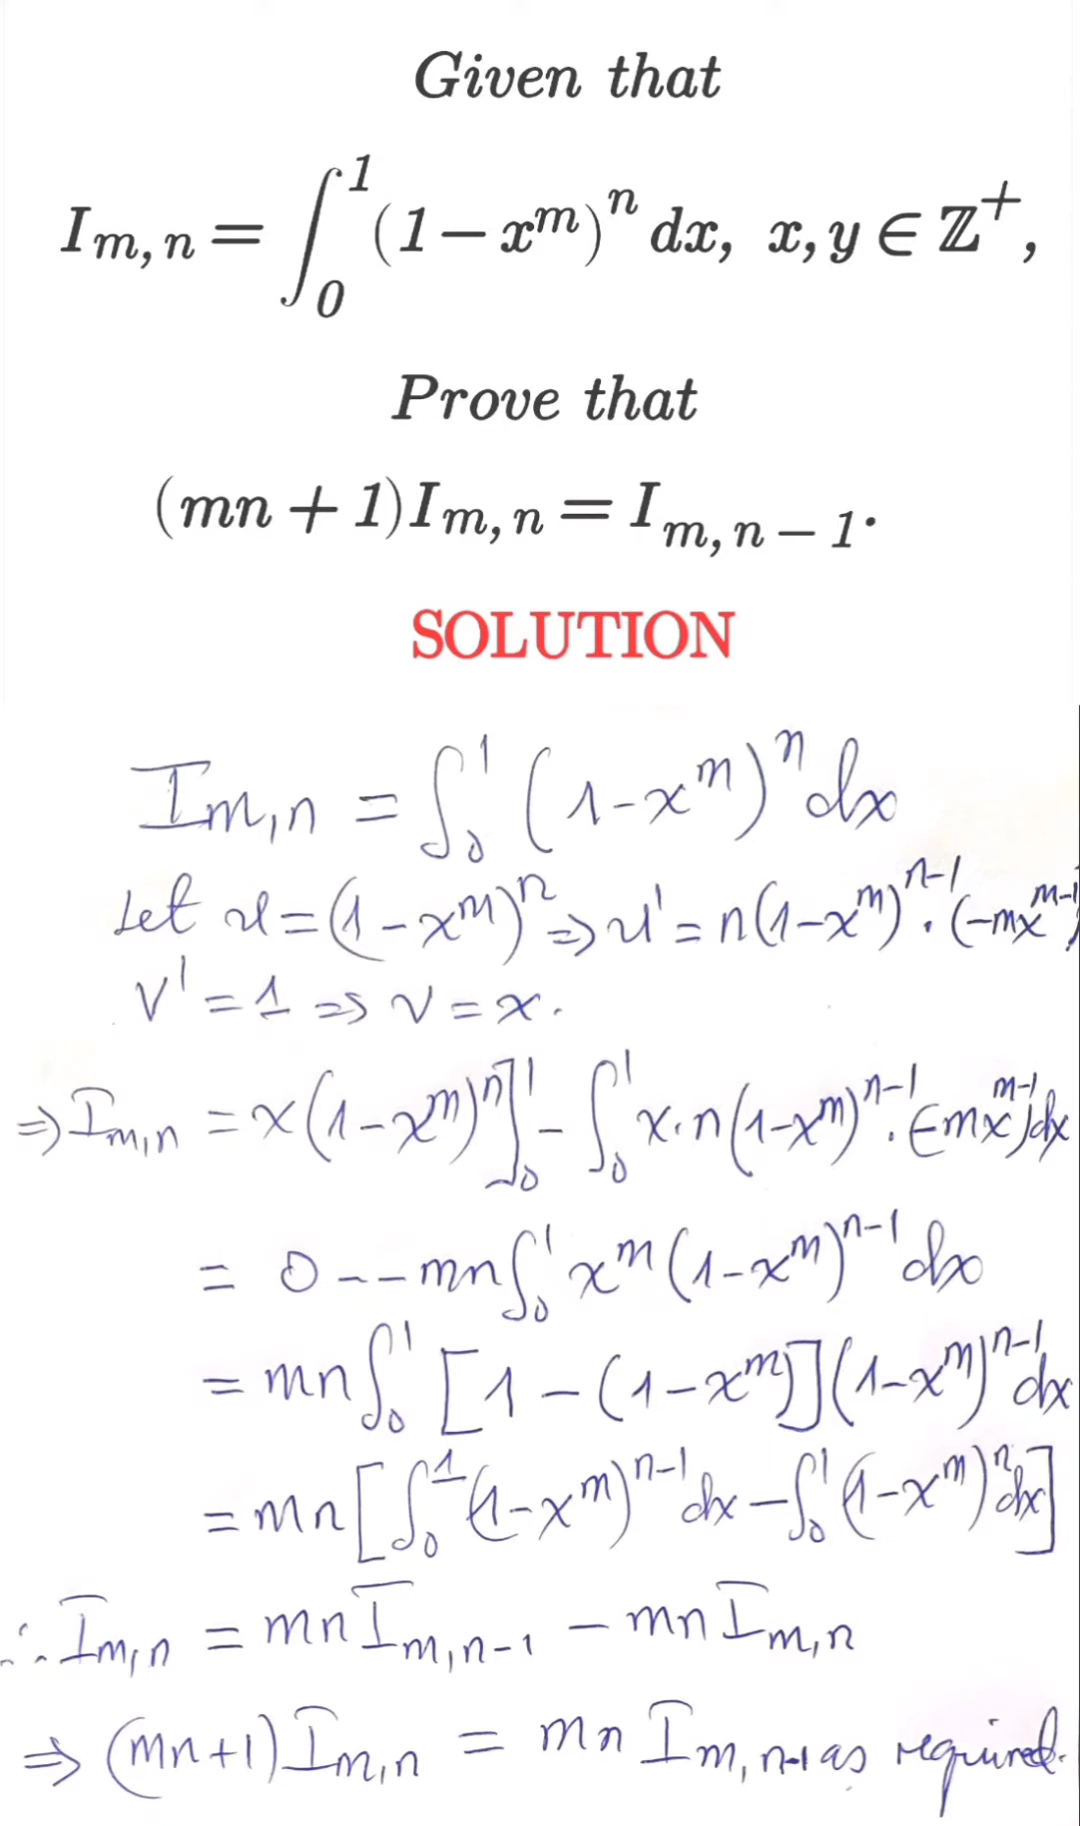 Given that
I_{m,n} = ∫_0^1 (1 − x^m)^n dx, x, y ∈ ℤ^+,
Prove that
(mn + 1)I_{m,n} = I_{m,n−1}.
SOLUTION
I_{m,n} = ∫_0^1 (1−x^m)^n dx
Let u = (1−x^m)^n ⇒ u' = n(1−x^m)^{n−1}·(−mx^{m−1})
v' = 1 ⇒ v = x.
⇒ I_{m,n} = x(1−x^m)^n]_0^1 − ∫_0^1 x·n(1−x^m)^{n−1}·(−mx^{m−1})dx
= 0 −−mn∫_0^1 x^m(1−x^m)^{n−1} dx
= mn∫_0^1 [1−(1−x^m)](1−x^m)^{n−1} dx
= mn[∫_0^1 (1−x^m)^{n−1} dx − ∫_0^1 (1−x^m)^n dx]
∴ I_{m,n} = mn I_{m,n−1} − mn I_{m,n}
⇒ (mn+1) I_{m,n} = mn I_{m,n−1} as required.